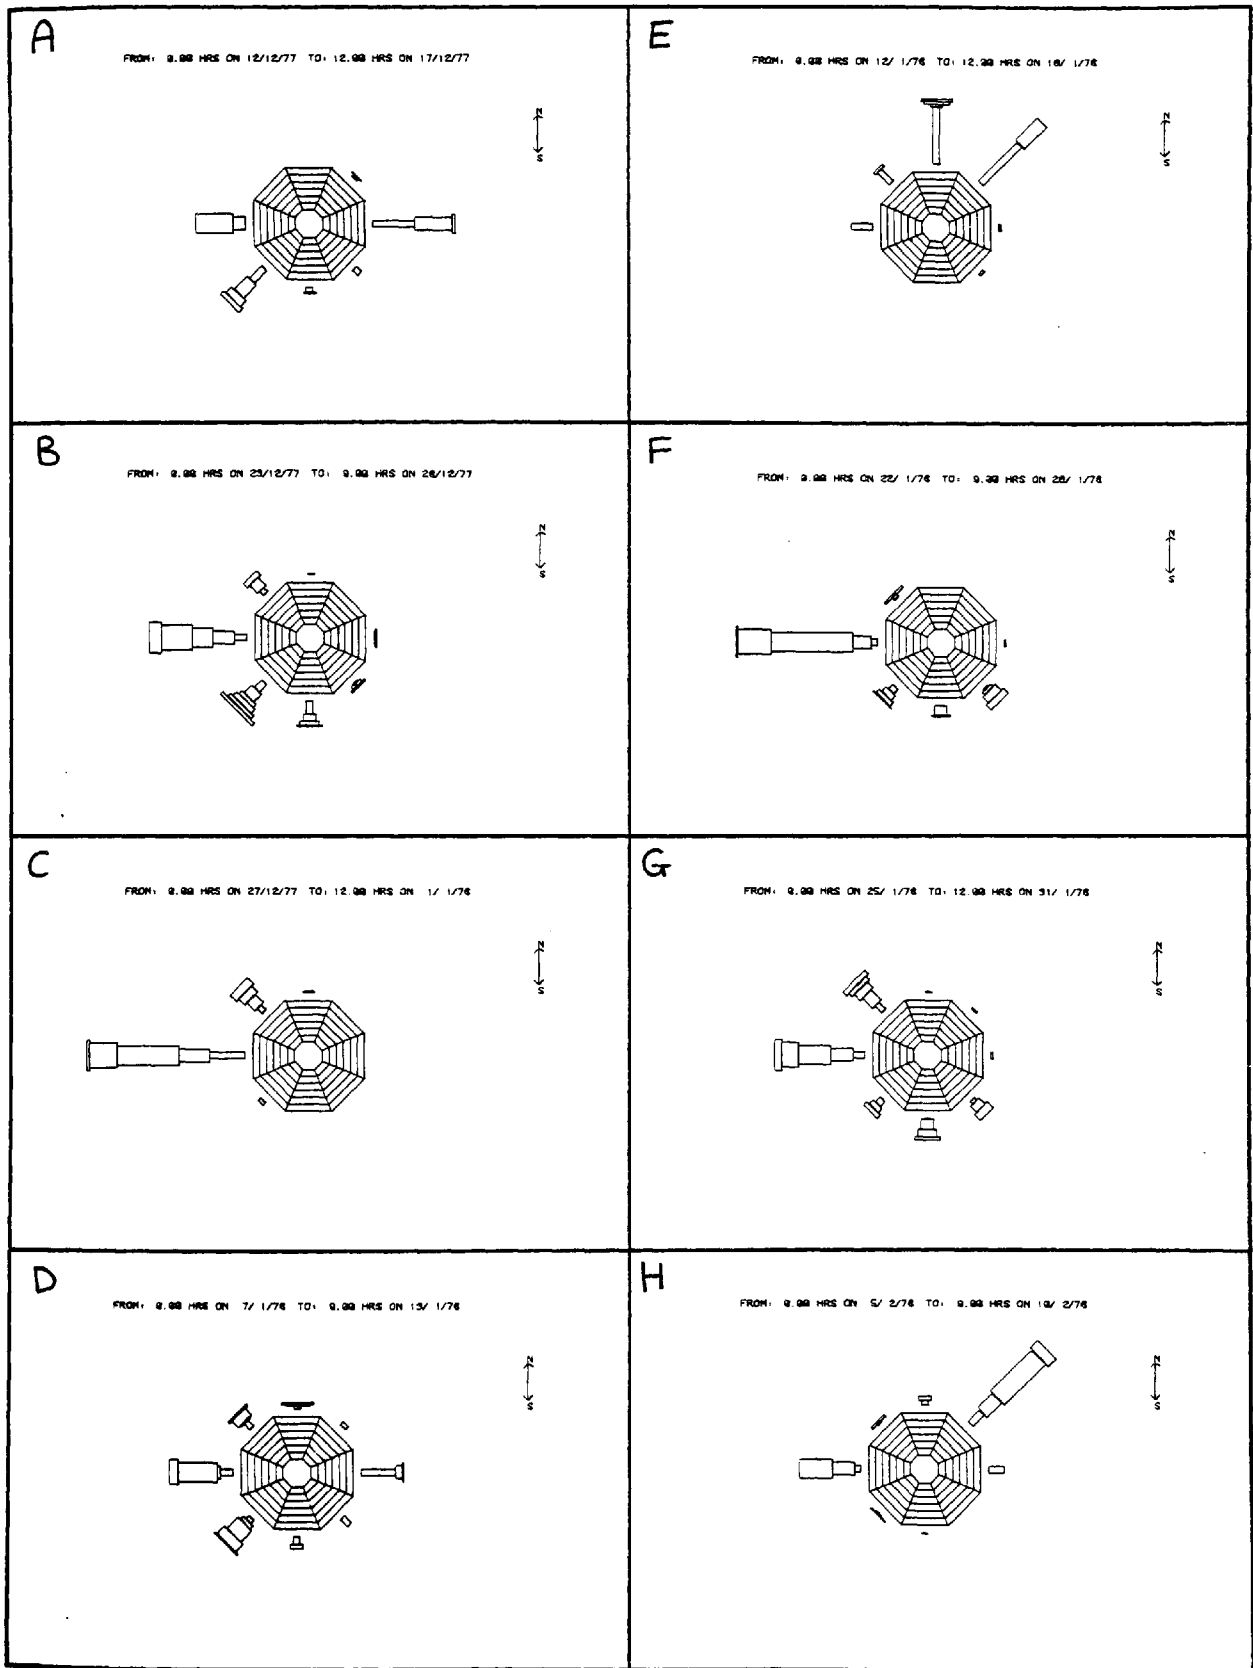 A
FROM: 0.00 HRS ON 12/12/77 TO: 12.00 HRS ON 17/12/77
N
S
E
FROM: 0.00 HRS ON 12/ 1/78 TO: 12.00 HRS ON 18/ 1/78
N
S
B
FROM: 0.00 HRS ON 23/12/77 TO: 0.00 HRS ON 28/12/77
N
S
F
FROM: 0.00 HRS ON 22/ 1/78 TO: 0.00 HRS ON 28/ 1/78
N
S
C
FROM: 0.00 HRS ON 27/12/77 TO: 12.00 HRS ON 1/ 1/78
N
S
G
FROM: 0.00 HRS ON 25/ 1/78 TO: 12.00 HRS ON 31/ 1/78
N
S
D
FROM: 0.00 HRS ON 7/ 1/78 TO: 0.00 HRS ON 13/ 1/78
N
S
H
FROM: 0.00 HRS ON 5/ 2/78 TO: 0.00 HRS ON 10/ 2/78
N
S